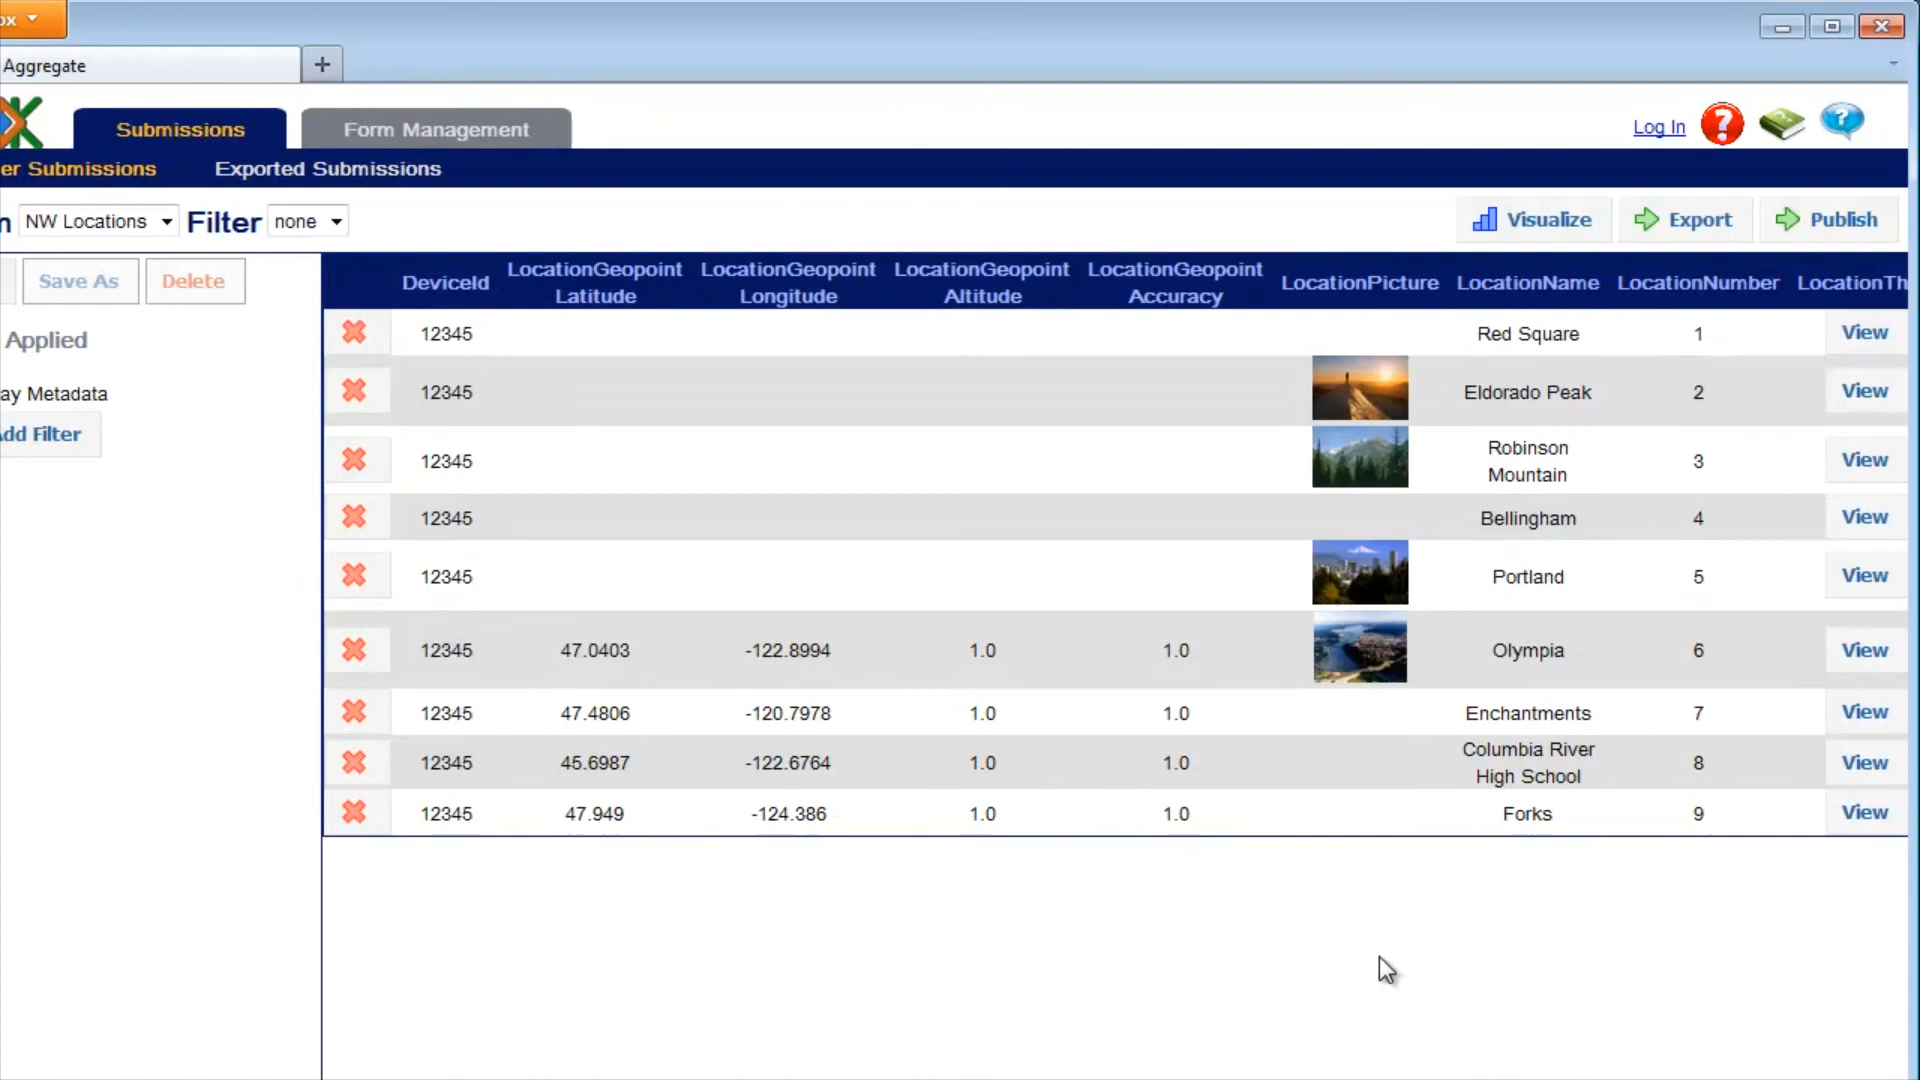 ox
Aggregate
Submissions Form Management Log In
er Submissions Exported Submissions
NW Locations Filter none Visualize Export Publish
Save As Delete
DeviceId LocationGeopoint Latitude LocationGeopoint Longitude LocationGeopoint Altitude LocationGeopoint Accuracy LocationPicture LocationName LocationNumber LocationTh
Applied
ay Metadata
dd Filter
12345 Red Square 1 View
12345 Eldorado Peak 2 View
12345 Robinson Mountain 3 View
12345 Bellingham 4 View
12345 Portland 5 View
12345 47.0403 -122.8994 1.0 1.0 Olympia 6 View
12345 47.4806 -120.7978 1.0 1.0 Enchantments 7 View
12345 45.6987 -122.6764 1.0 1.0 Columbia River High School 8 View
12345 47.949 -124.386 1.0 1.0 Forks 9 View